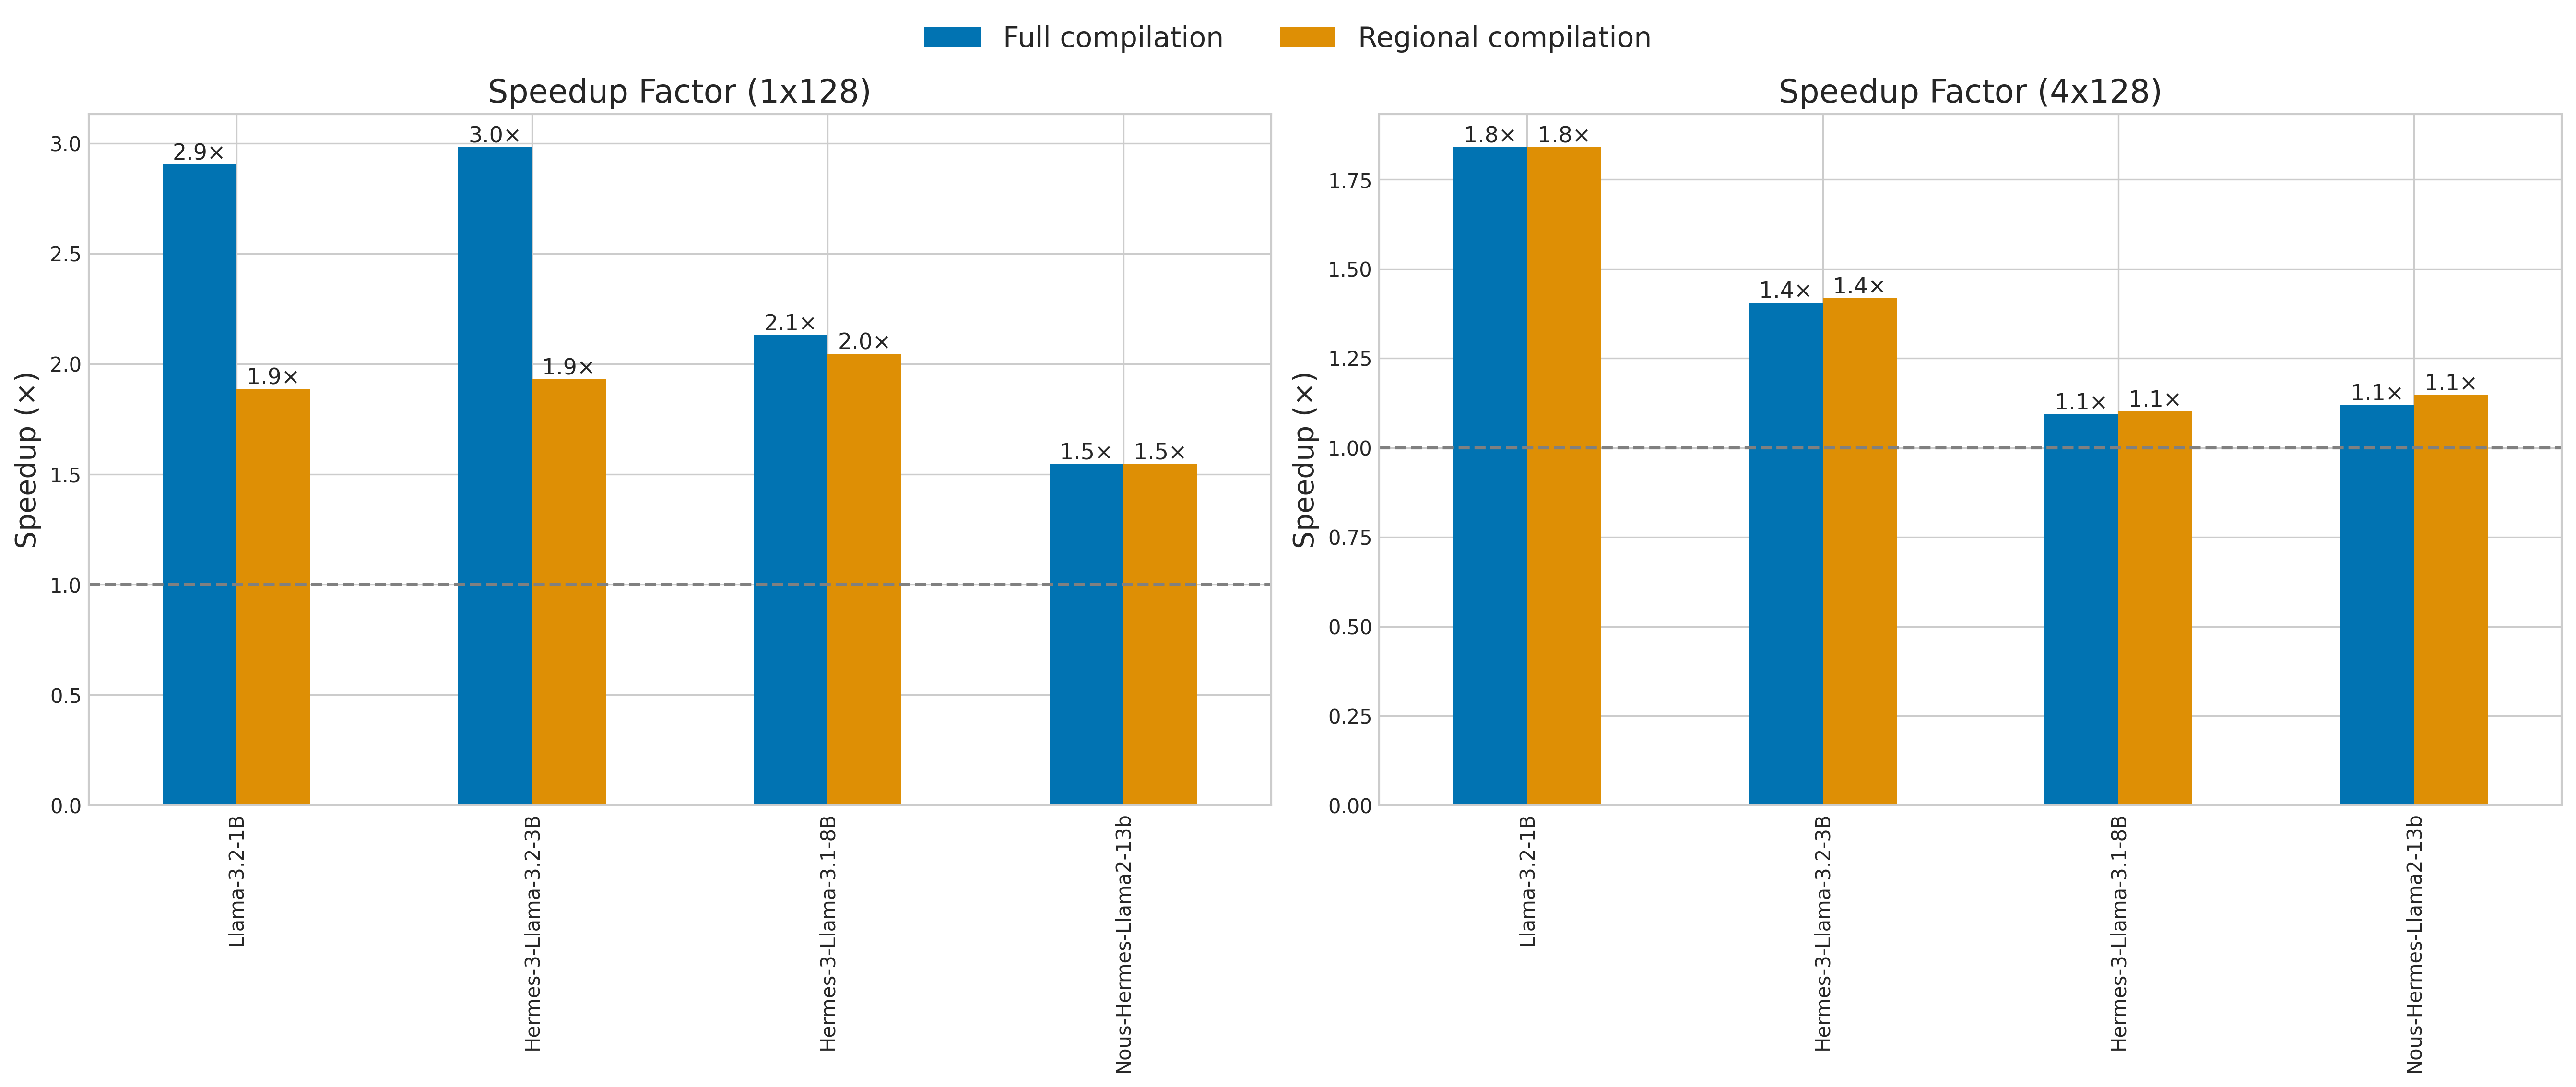 Full compilation
Regional compilation
Speedup Factor (1x128)
Speedup (×)
3.0
2.5
2.0
1.5
1.0
0.5
0.0
2.9×
1.9×
3.0×
1.9×
2.1×
2.0×
1.5×
1.5×
Llama-3.2-1B
Hermes-3-Llama-3.2-3B
Hermes-3-Llama-3.1-8B
Nous-Hermes-Llama2-13b
Speedup Factor (4x128)
Speedup (×)
1.75
1.50
1.25
1.00
0.75
0.50
0.25
0.00
1.8×
1.8×
1.4×
1.4×
1.1×
1.1×
1.1×
1.1×
Llama-3.2-1B
Hermes-3-Llama-3.2-3B
Hermes-3-Llama-3.1-8B
Nous-Hermes-Llama2-13b